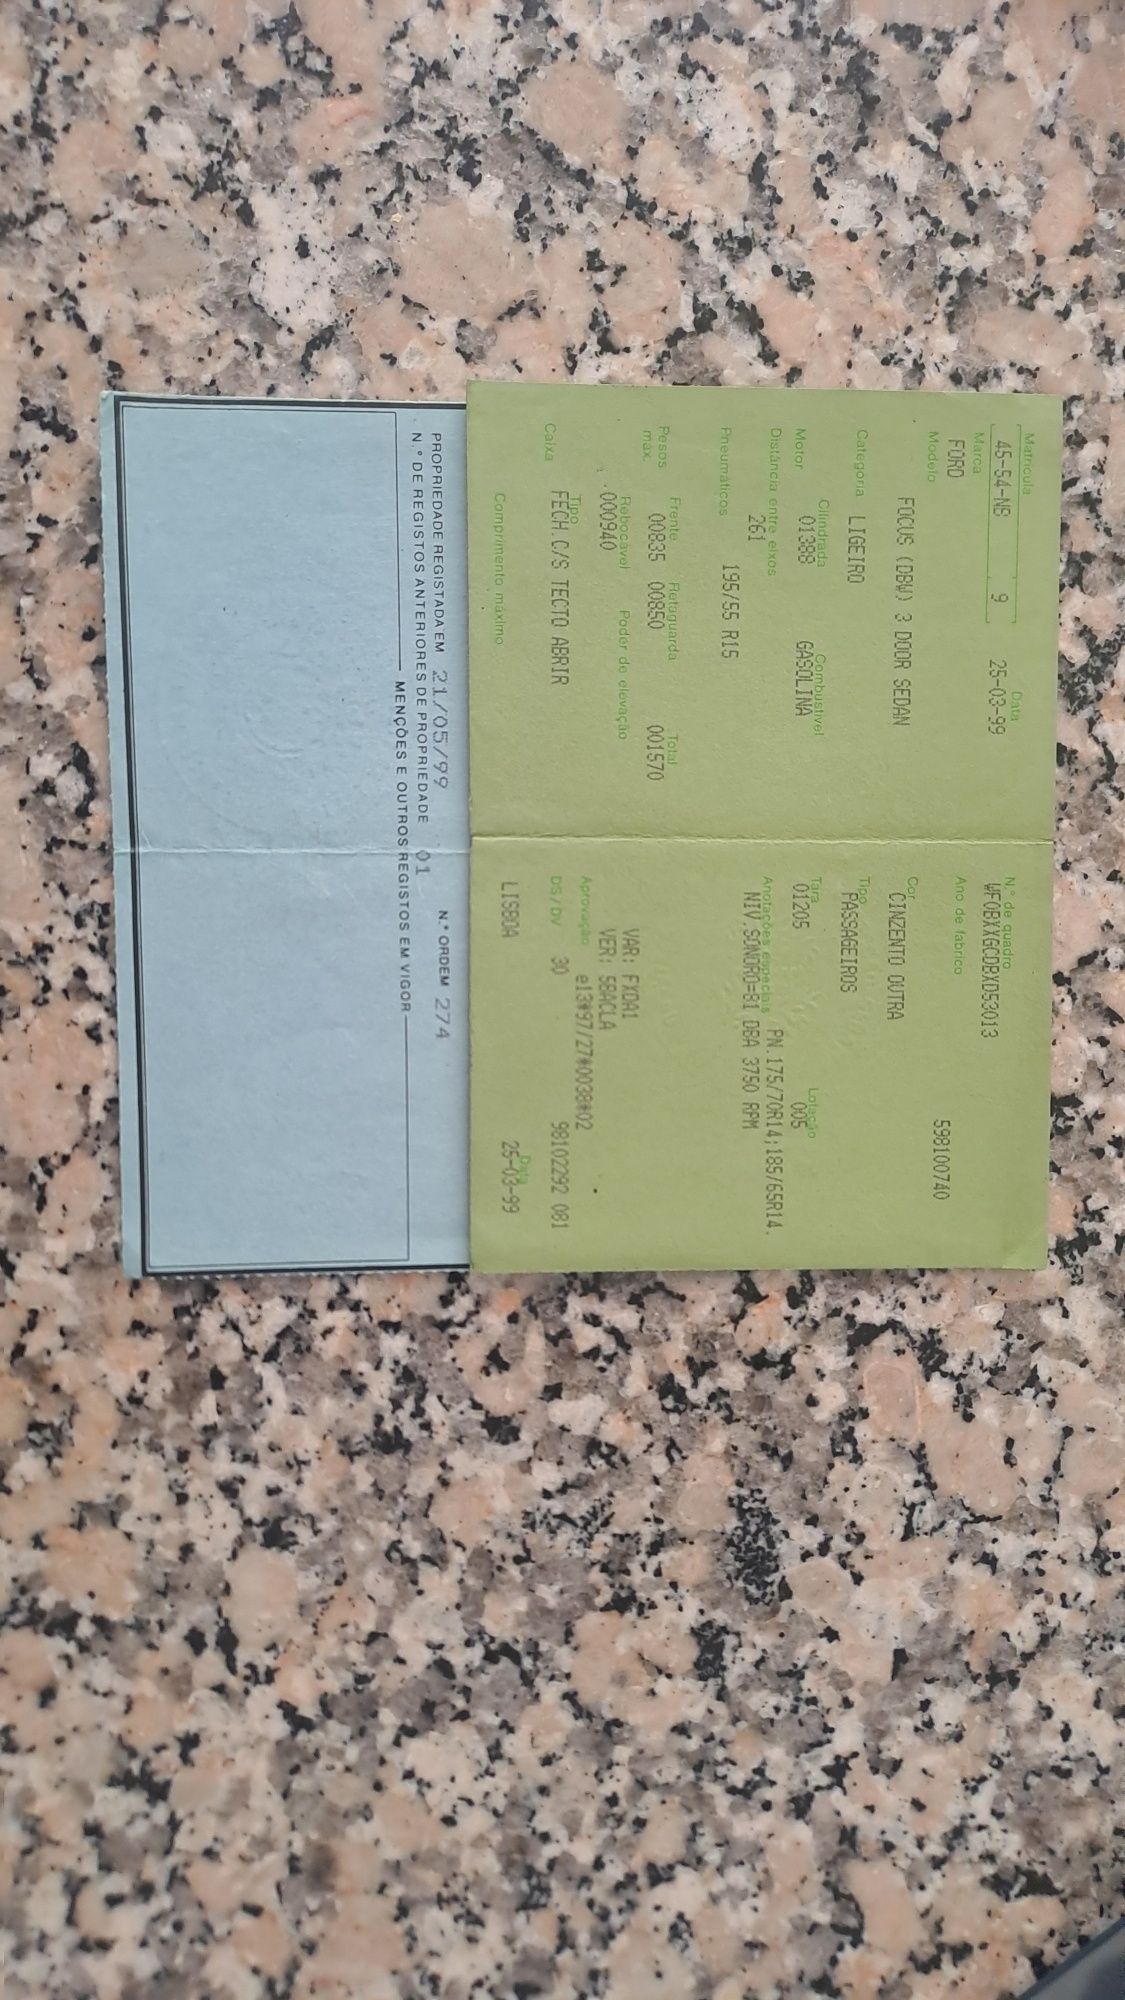 Matrícula
45-54-NB 9
Data
25-03-99
Marca
FORD
Modelo
FOCUS (DBW) 3 DOOR SEDAN
Categoria LIGEIRO
Motor
Cilindrada
01388
Combustível
GASOLINA
Distância entre eixos
261
Pneumáticos
195/55 R15
Pesos
máx.
Frente
00835
Retaguarda
00850
Total
001570
Rebocável
000940
Poder de elevação
Caixa
Tipo
FECH.C/S TECTO ABRIR
Comprimento máximo
N.º de quadro
WF0BXXGCDBXD53013
Ano de fabrico
598100740
Cor
CINZENTO OUTRA
Tipo
PASSAGEIROS
Tara
01205
Lotação
005
Anotações especiais PN.175/70R14;185/65R14.
NIV.SONORO=81 DBA 3750 RPM
VAR: FXDA1
VER: 5BACLA
Aprovação e13*97/27*0038*02
DS/DV 30 98102292 081
LISBOA
Data
25-03-99
PROPRIEDADE REGISTADA EM 21/05/99 N.º ORDEM 274
N.º DE REGISTOS ANTERIORES DE PROPRIEDADE 01
MENÇÕES E OUTROS REGISTOS EM VIGOR